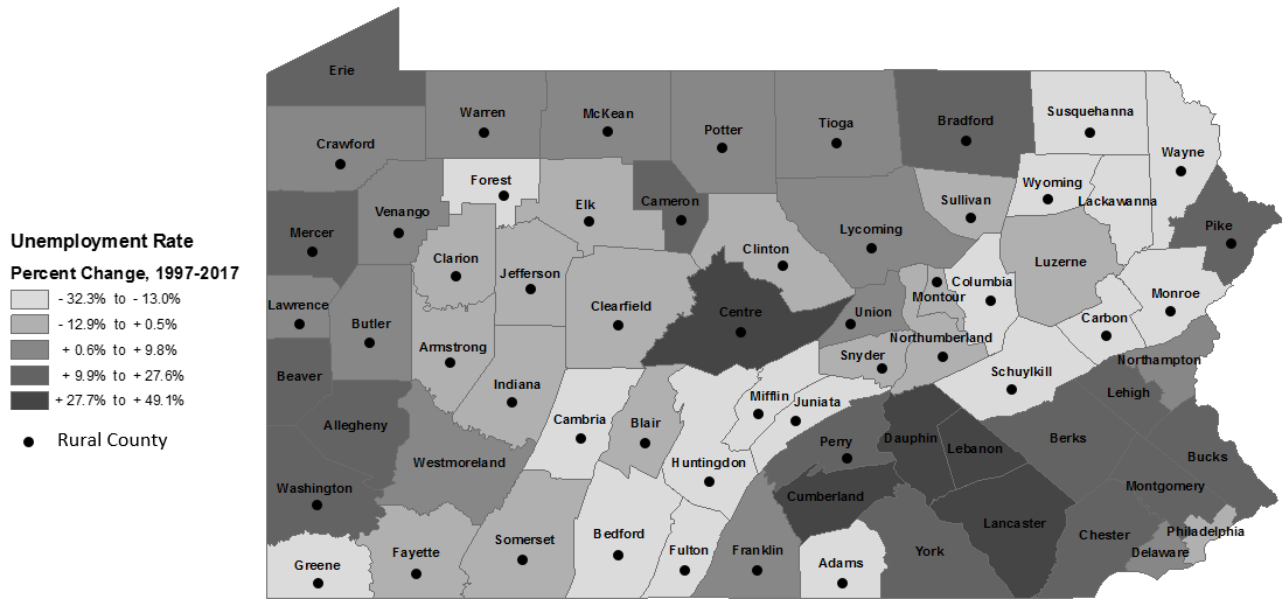 Erie
Warren
McKean
Potter
Tioga
Bradford
Susquehanna
Crawford
Wayne
Forest
Wyoming
Elk
Cameron
Sullivan
Lackawanna
Venango
Mercer
Lycoming
Pike
Clinton
Clarion
Luzerne
Jefferson
Columbia
Monroe
Montour
Lawrence
Clearfield
Centre
Union
Carbon
Butler
Northumberland
Armstrong
Snyder
Northampton
Schuylkill
Beaver
Indiana
Mifflin
Lehigh
Juniata
Cambria
Blair
Allegheny
Perry
Dauphin
Lebanon
Berks
Bucks
Westmoreland
Huntingdon
Washington
Cumberland
Montgomery
Lancaster
Philadelphia
Bedford
Chester
Somerset
Fulton
Franklin
York
Delaware
Fayette
Greene
Adams
Unemployment Rate
Percent Change, 1997-2017
- 32.3% to - 13.0%
- 12.9% to + 0.5%
+ 0.6% to + 9.8%
+ 9.9% to + 27.6%
+ 27.7% to + 49.1%
Rural County